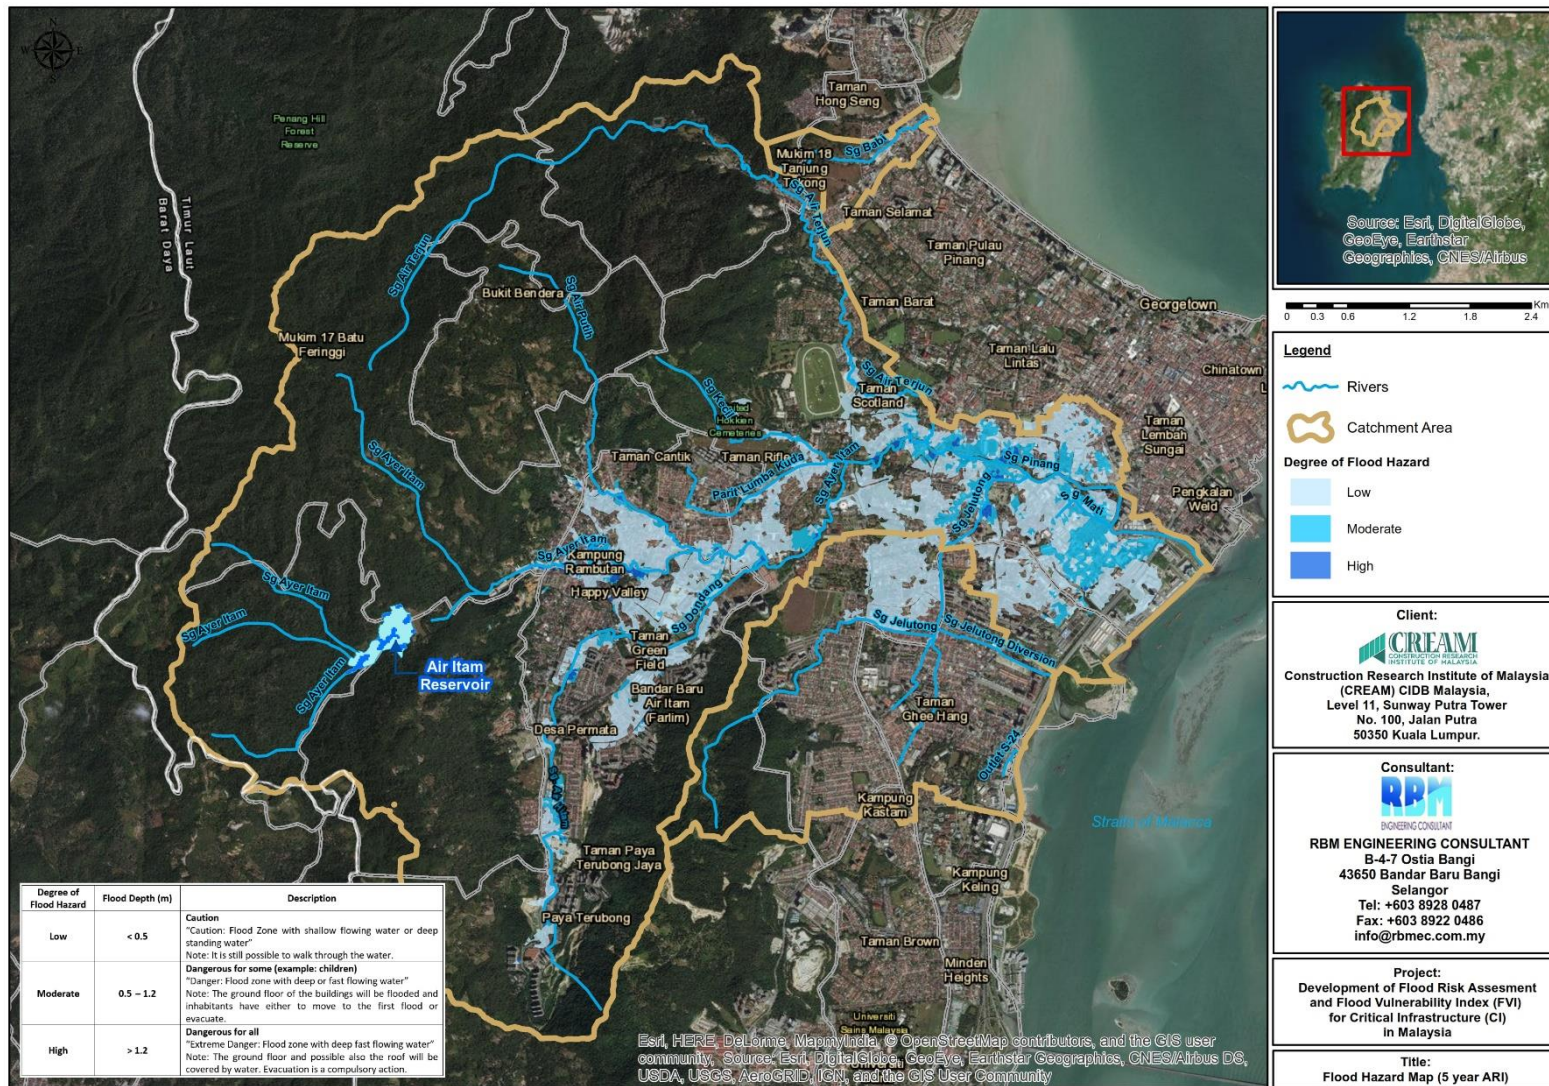 N
W
E
S
Penang Hill
Forest
Reserve
Timur Laut
Barat Daya
Taman
Hong Seng
Sg Babi
Mukim 18
Tanjung
Tokong
Sg Air Terjun
Taman Selamat
Taman Pulau
Pinang
Sg Air Terjun
Bukit Bendera
Sg Air Putih
Taman Barat
Georgetown
Mukim 17 Batu
Feringgi
Taman Lalu
Lintas
Chinatown
Sg Air Terjun
Taman
Scotland
Sg Kecil
United
Hokkien
Cemeteries
Taman
Lembah
Sungai
Sg Ayer Itam
Taman Cantik
Taman Rifle
Parit Lumba Kuda
Sg Ayer Itam
Sg Pinang
Sg Mati
Pengkalan
Weld
Sg Jelutong
Sg Ayer Itam
Kampung
Rambutan
Happy Valley
Sg Ayer Itam
Sg Ayer Itam
Sg Dondang
Sg Jelutong
Sg Jelutong Diversion
Taman
Green
Field
Sg Ayer Itam
Air Itam
Reservoir
Bandar Baru
Air Itam
(Farlim)
Desa Permata
Taman
Ghee Hang
Outlet S-24
Kampung
Kastam
Straits of Malacca
Taman Paya
Terubong Jaya
Kampung
Keling
Paya Terubong
Taman Brown
Minden
Heights
Universiti
Sains Malaysia
Degree of
Flood Hazard
Flood Depth (m)
Description
Low
< 0.5
Caution
"Caution: Flood Zone with shallow flowing water or deep
standing water"
Note: It is still possible to walk through the water.
Moderate
0.5 – 1.2
Dangerous for some (example: children)
"Danger: Flood zone with deep or fast flowing water"
Note: The ground floor of the buildings will be flooded and
inhabitants have either to move to the first flood or
evacuate.
High
> 1.2
Dangerous for all
"Extreme Danger: Flood zone with deep fast flowing water"
Note: The ground floor and possible also the roof will be
covered by water. Evacuation is a compulsory action.
Esri, HERE, DeLorme, MapmyIndia, © OpenStreetMap contributors, and the GIS user
community, Source: Esri, DigitalGlobe, GeoEye, Earthstar Geographics, CNES/Airbus DS,
USDA, USGS, AeroGRID, IGN, and the GIS User Community
Source: Esri, DigitalGlobe,
GeoEye, Earthstar
Geographics, CNES/Airbus
Km
0 0.3 0.6 1.2 1.8 2.4
Legend
Rivers
Catchment Area
Degree of Flood Hazard
Low
Moderate
High
Client:
CREAM
CONSTRUCTION RESEARCH
INSTITUTE OF MALAYSIA
Construction Research Institute of Malaysia
(CREAM) CIDB Malaysia,
Level 11, Sunway Putra Tower
No. 100, Jalan Putra
50350 Kuala Lumpur.
Consultant:
RBM
ENGINEERING CONSULTANT
RBM ENGINEERING CONSULTANT
B-4-7 Ostia Bangi
43650 Bandar Baru Bangi
Selangor
Tel: +603 8928 0487
Fax: +603 8922 0486
info@rbmec.com.my
Project:
Development of Flood Risk Assesment
and Flood Vulnerability Index (FVI)
for Critical Infrastructure (CI)
in Malaysia
Title:
Flood Hazard Map (5 year ARI)